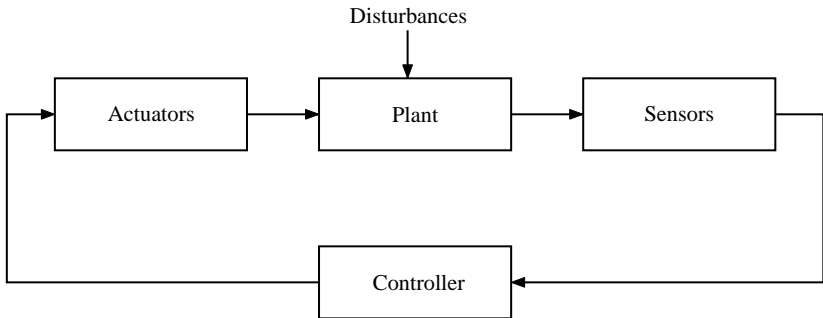 Disturbances
Actuators
Plant
Sensors
Controller